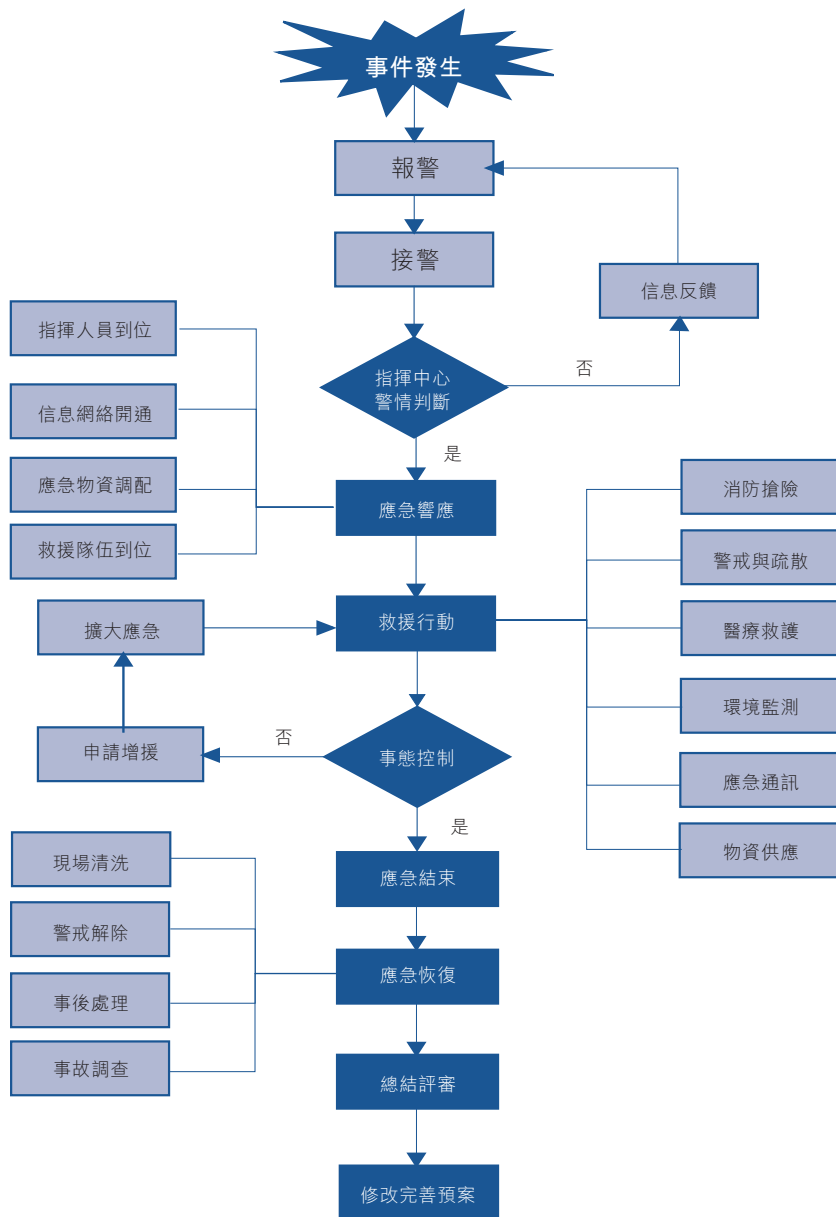 事件發生
報警
接警
信息反饋
指揮人員到位
指揮中心
警情判斷
否
信息網絡開通
是
應急物資調配
應急響應
消防搶險
救援隊伍到位
警戒與疏散
擴大應急
救援行動
醫療救護
環境監測
申請增援
否
事態控制
應急通訊
是
現場清洗
應急結束
物資供應
警戒解除
應急恢復
事後處理
事故調查
總結評審
修改完善預案